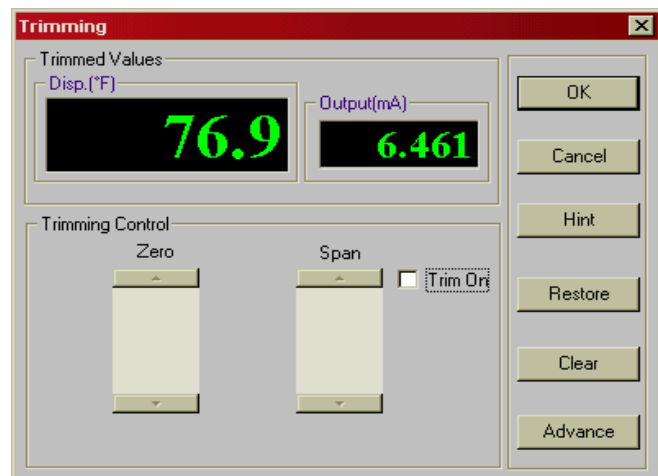 Trimming
Trimmed Values
Disp.(°F)
76.9
Output(mA)
6.461
Trimming Control
Zero
Span
Trim On
OK
Cancel
Hint
Restore
Clear
Advance